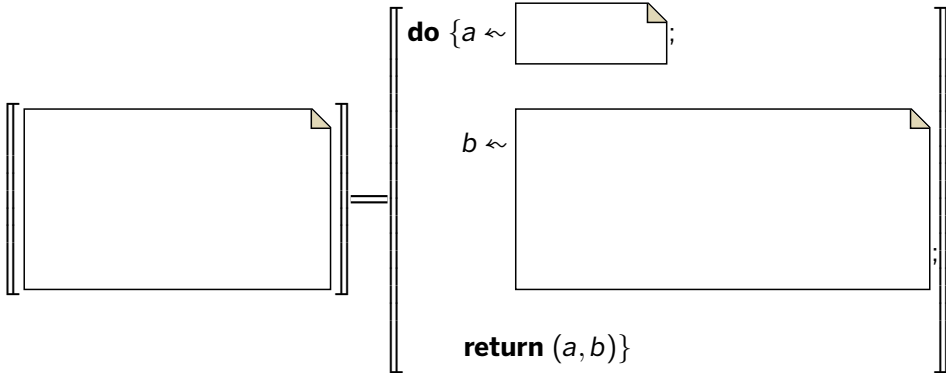 do {a ↜ ;
b ↜
⟦ ⟧ = ⟦ ; ⟧
return (a, b)}